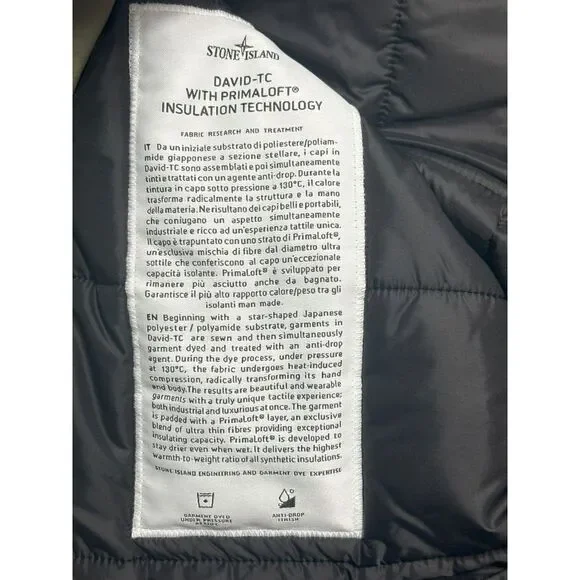 STONE ISLAND
DAVID-TC
WITH PRIMALOFT®
INSULATION TECHNOLOGY
FABRIC RESEARCH AND TREATMENT
IT Da un iniziale substrato di poliestere/poliam-
mide giapponese a sezione stellare, i capi in
David-TC sono assemblati e poi simultaneamente
tinti e trattati con un agente anti-drop. Durante la
tintura in capo sotto pressione a 130°C, il calore
trasforma radicalmente la struttura e la mano
della materia. Ne risultano dei capi belli e portabili,
che coniugano un aspetto simultaneamente
industriale e ricco ad un'esperienza tattile unica.
Il capo è trapuntato con uno strato di PrimaLoft®,
un'esclusiva mischia di fibre dal diametro ultra
sottile che conferiscono al capo un'eccezionale
capacità isolante. PrimaLoft® è sviluppato per
rimanere più asciutto anche da bagnato.
Garantisce il più alto rapporto calore/peso tra gli
isolanti man made.
EN Beginning with a star-shaped Japanese
polyester / polyamide substrate, garments in
David-TC are sewn and then simultaneously
garment dyed and treated with an anti-drop
agent. During the dye process, under pressure
at 130°C, the fabric undergoes heat-induced
compression, radically transforming its hand
and body. The results are beautiful and wearable
garments with a truly unique tactile experience;
both industrial and luxurious at once. The garment
is padded with a PrimaLoft® layer, an exclusive
blend of ultra thin fibres providing exceptional
insulating capacity. PrimaLoft® is developed to
stay drier even when wet. It delivers the highest
warmth-to-weight ratio of all synthetic insulations.
STONE ISLAND ENGINEERING AND GARMENT DYE EXPERTISE
GARMENT DYED
UNDER PRESSURE
AT 130°C
ANTI-DROP
FINISH